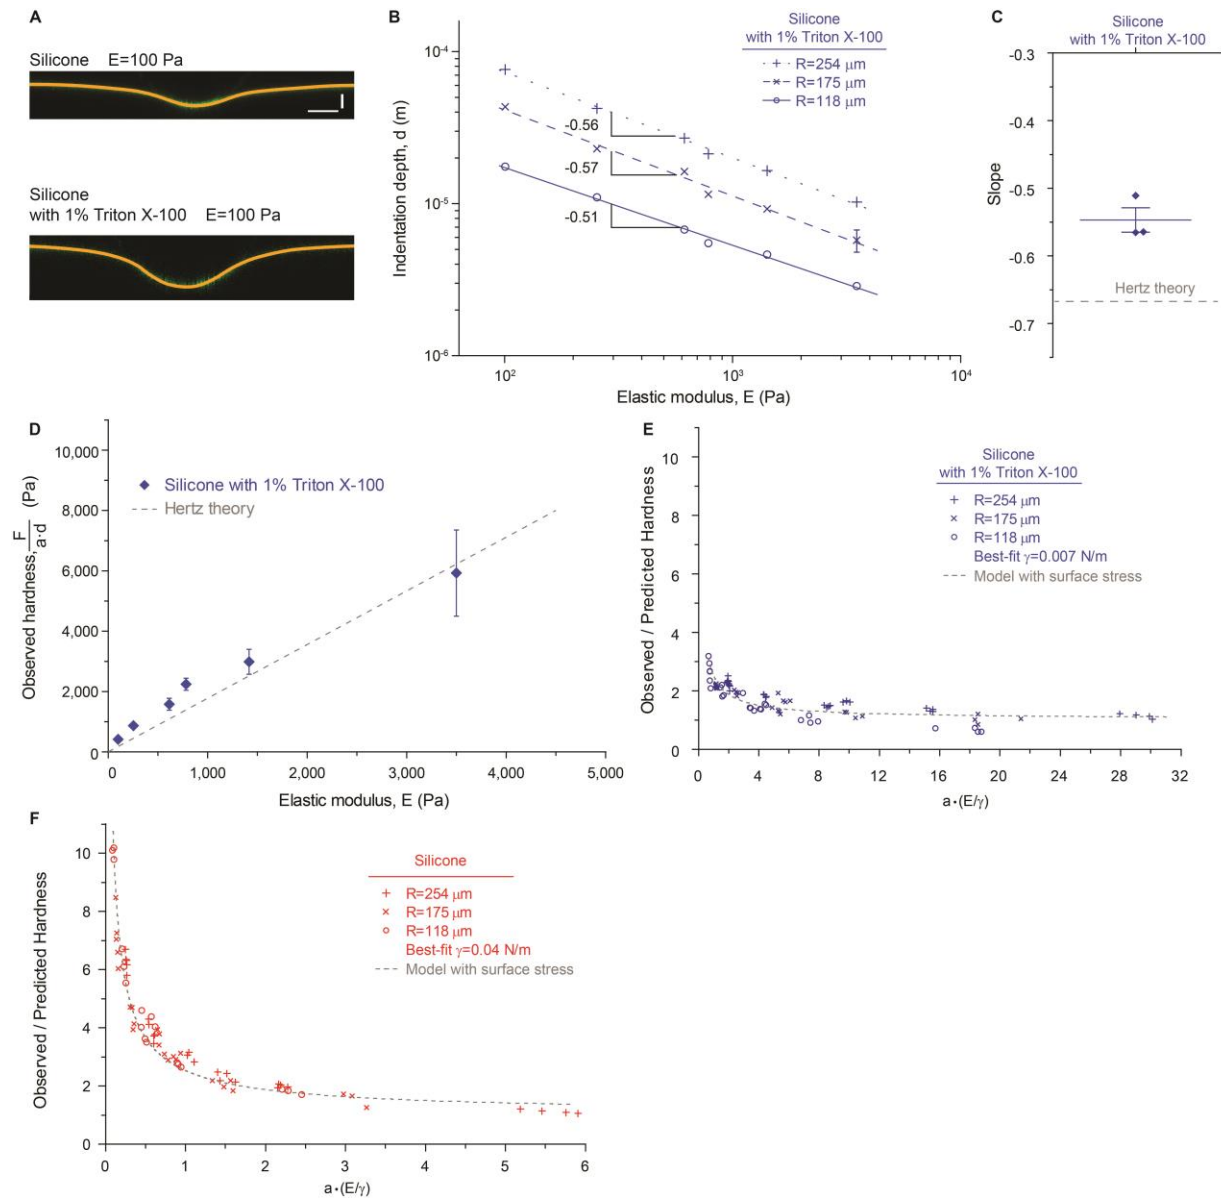 A
Silicone E=100 Pa
Silicone
with 1% Triton X-100 E=100 Pa
B
Silicone
with 1% Triton X-100
R=254 μm
R=175 μm
R=118 μm
10⁻⁴
10⁻⁵
10⁻⁶
-0.56
-0.57
-0.51
Indentation depth, d (m)
10²
10³
10⁴
Elastic modulus, E (Pa)
C
Silicone
with 1% Triton X-100
-0.3
-0.4
-0.5
-0.6
-0.7
Slope
Hertz theory
D
10,000
8,000
6,000
4,000
2,000
0
Observed hardness, F/a·d (Pa)
Silicone with 1% Triton X-100
Hertz theory
0
1,000
2,000
3,000
4,000
5,000
Elastic modulus, E (Pa)
E
10
8
6
4
2
0
Observed / Predicted Hardness
Silicone
with 1% Triton X-100
R=254 μm
R=175 μm
R=118 μm
Best-fit γ=0.007 N/m
Model with surface stress
0 4 8 12 16 20 24 28 32
a·(E/γ)
F
10
8
6
4
2
0
Observed / Predicted Hardness
Silicone
R=254 μm
R=175 μm
R=118 μm
Best-fit γ=0.04 N/m
Model with surface stress
0 1 2 3 4 5 6
a·(E/γ)